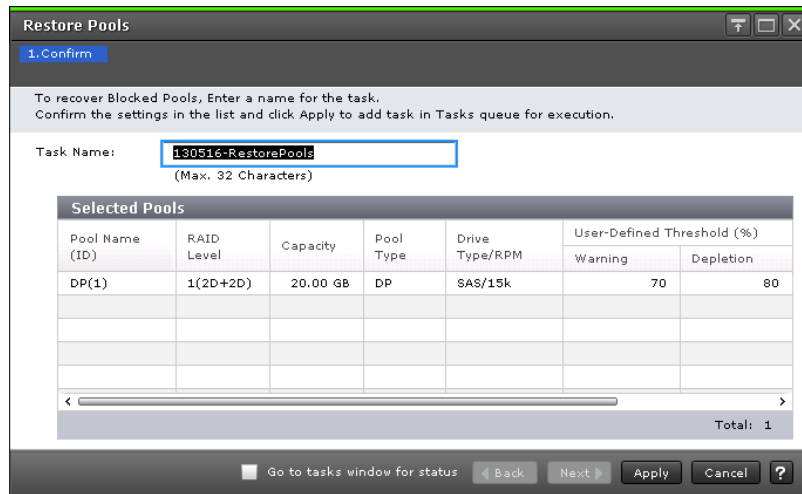 Restore Pools
1.Confirm
To recover Blocked Pools, Enter a name for the task.
Confirm the settings in the list and click Apply to add task in Tasks queue for execution.
Task Name: 130516-RestorePools
(Max. 32 Characters)
Selected Pools
Pool Name (ID) RAID Level Capacity Pool Type Drive Type/RPM User-Defined Threshold (%)
Warning Depletion
DP(1) 1(2D+2D) 20.00 GB DP SAS/15k 70 80
Total: 1
Go to tasks window for status Back Next Apply Cancel ?